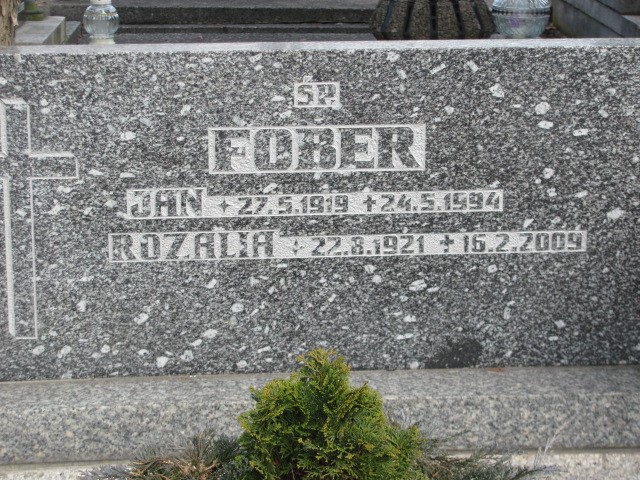 ŚP.
FOBER
JAN *27.5.1919 +24.5.1994
ROZALIA *22.8.1921 +16.2.2009